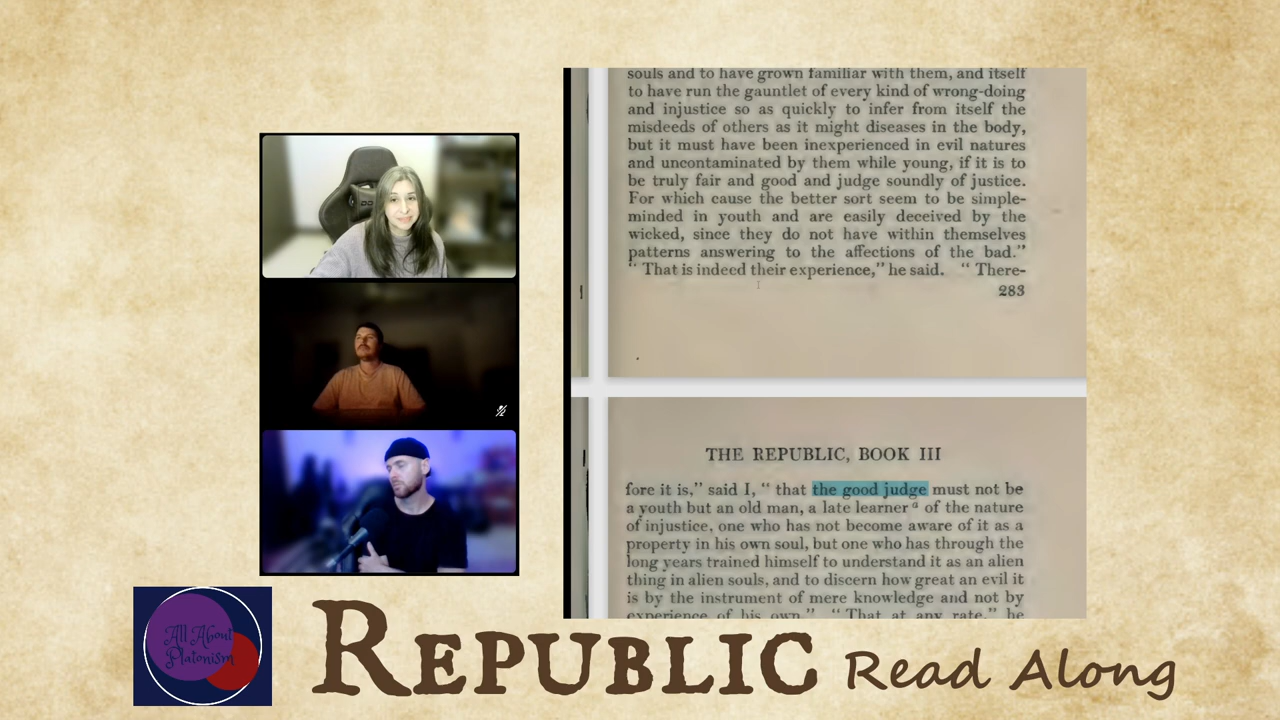 souls and to have grown familiar with them, and itself
to have run the gauntlet of every kind of wrong-doing
and injustice so as quickly to infer from itself the
misdeeds of others as it might diseases in the body,
but it must have been inexperienced in evil natures
and uncontaminated by them while young, if it is to
be truly fair and good and judge soundly of justice.
For which cause the better sort seem to be simple-
minded in youth and are easily deceived by the
wicked, since they do not have within themselves
patterns answering to the affections of the bad.”
“ That is indeed their experience,” he said. “ There-
283
THE REPUBLIC, BOOK III
fore it is,” said I, “ that the good judge must not be
a youth but an old man, a late learner a of the nature
of injustice, one who has not become aware of it as a
property in his own soul, but one who has through the
long years trained himself to understand it as an alien
thing in alien souls, and to discern how great an evil it
is by the instrument of mere knowledge and not by
experience of his own.” “ That at any rate,” he
All About
Platonism
REPUBLIC Read Along